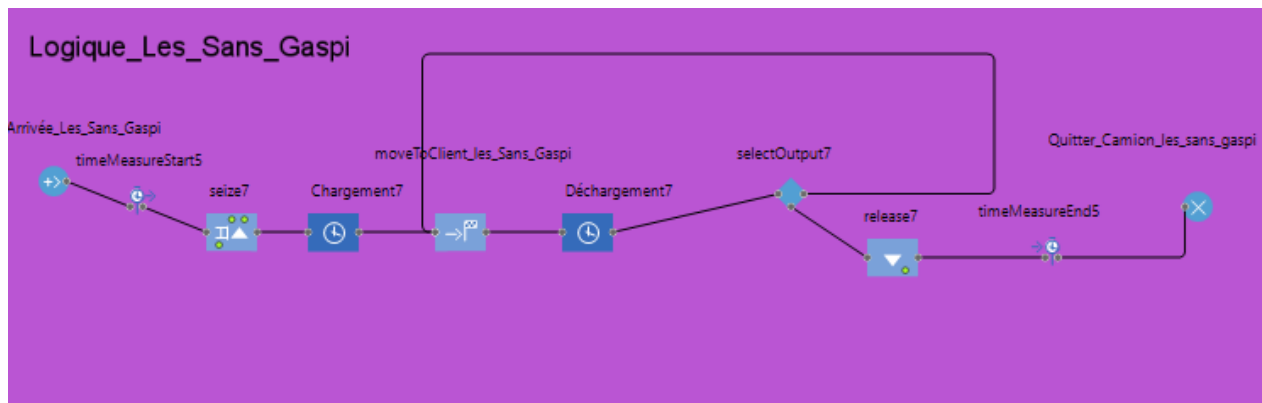 Logique_Les_Sans_Gaspi
Arrivée_Les_Sans_Gaspi
timeMeasureStart5
seize7
Chargement7
moveToClient_les_Sans_Gaspi
Déchargement7
selectOutput7
release7
timeMeasureEnd5
Quitter_Camion_les_sans_gaspi